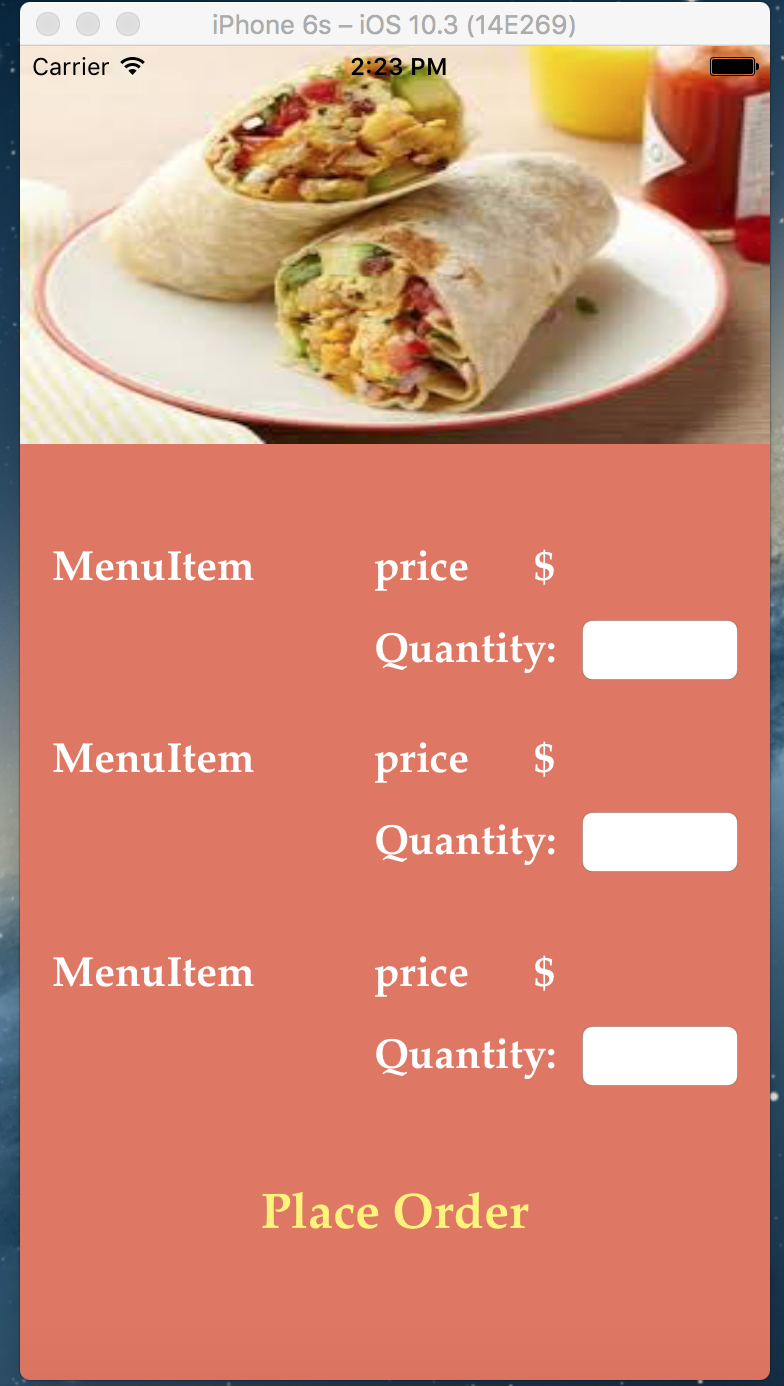 iPhone 6s – iOS 10.3 (14E269)
Carrier 2:23 PM
MenuItem price $
Quantity:
MenuItem price $
Quantity:
MenuItem price $
Quantity:
Place Order